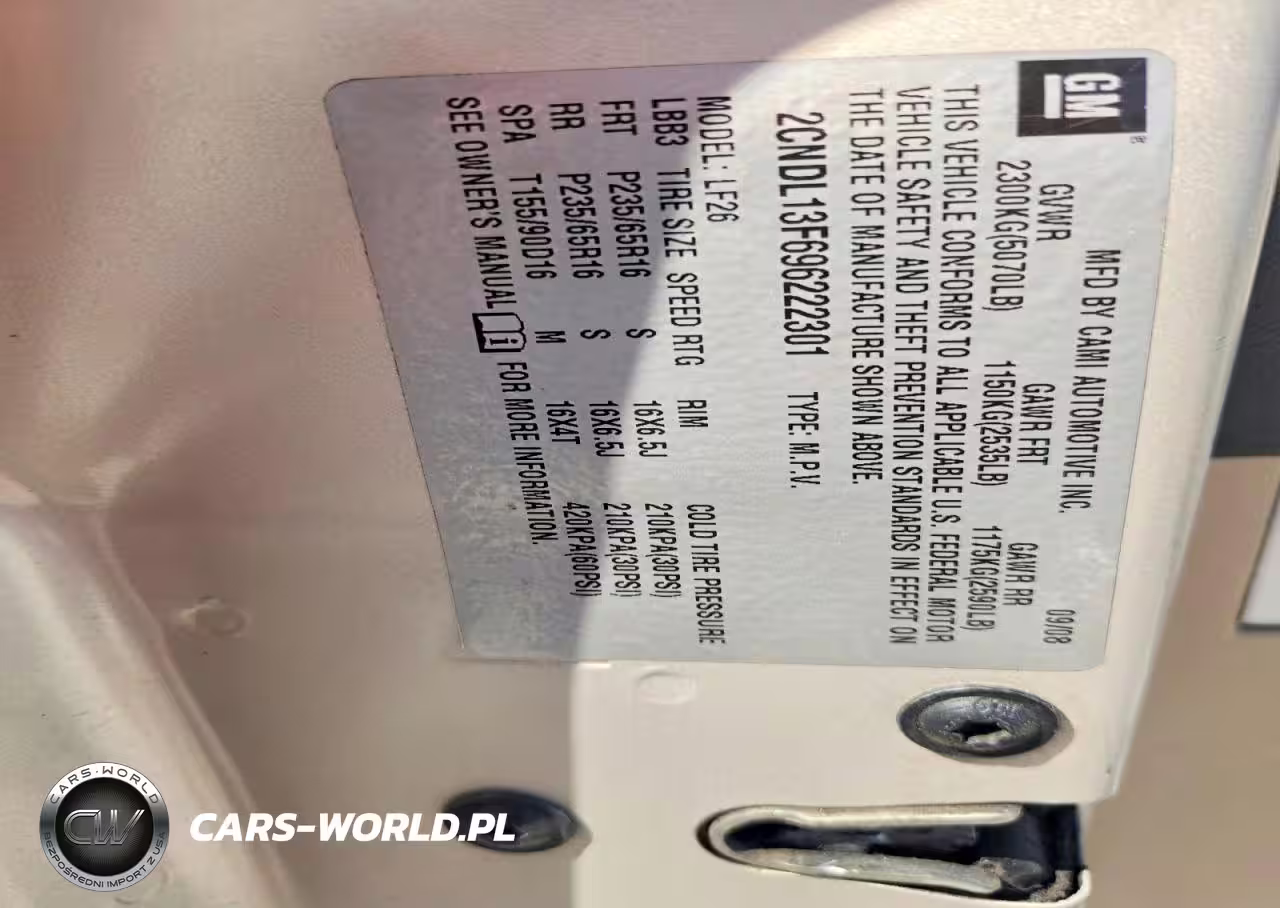 GM®
MFD BY CAMI AUTOMOTIVE INC. 09/08
GVWR GAWR FRT GAWR RR
2300KG(5070LB) 1150KG(2535LB) 1175KG(2590LB)
THIS VEHICLE CONFORMS TO ALL APPLICABLE U.S. FEDERAL MOTOR
VEHICLE SAFETY AND THEFT PREVENTION STANDARDS IN EFFECT ON
THE DATE OF MANUFACTURE SHOWN ABOVE.
2CNDL13F696222301 TYPE: M.P.V.
MODEL: LF26
LBB3 TIRE SIZE SPEED RTG RIM COLD TIRE PRESSURE
FRT P235/65R16 S 16X6.5J 210KPA(30PSI)
RR P235/65R16 S 16X6.5J 210KPA(30PSI)
SPA T155/90D16 M 16X4T 420KPA(60PSI)
SEE OWNER'S MANUAL FOR MORE INFORMATION.
CARS-WORLD
CW
BEZPOŚREDNI IMPORT Z USA
CARS-WORLD.PL